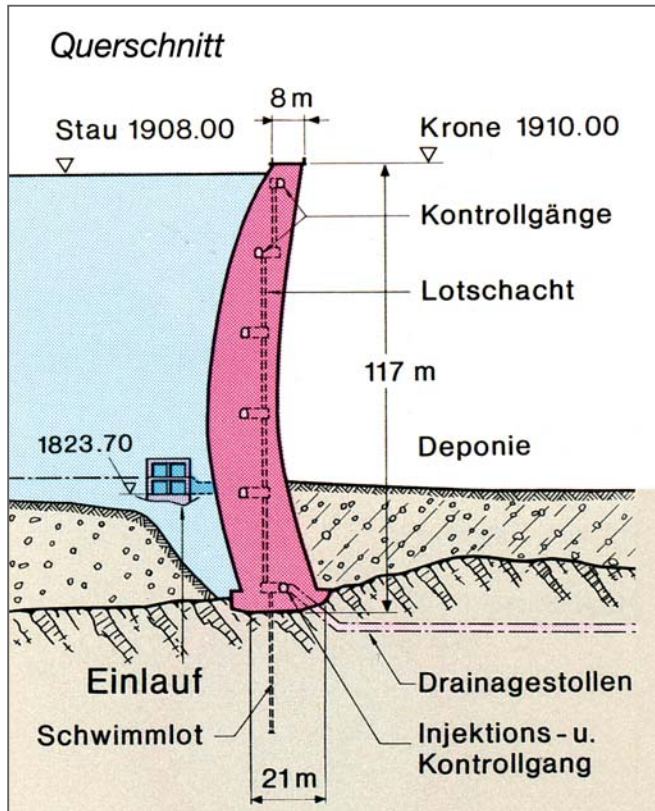 Querschnitt
8 m
Stau 1908.00
Krone 1910.00
Kontrollgänge
Lotschacht
117 m
1823.70
Deponie
Einlauf
Drainagestollen
Schwimmlot
Injektions- u.
Kontrollgang
21 m